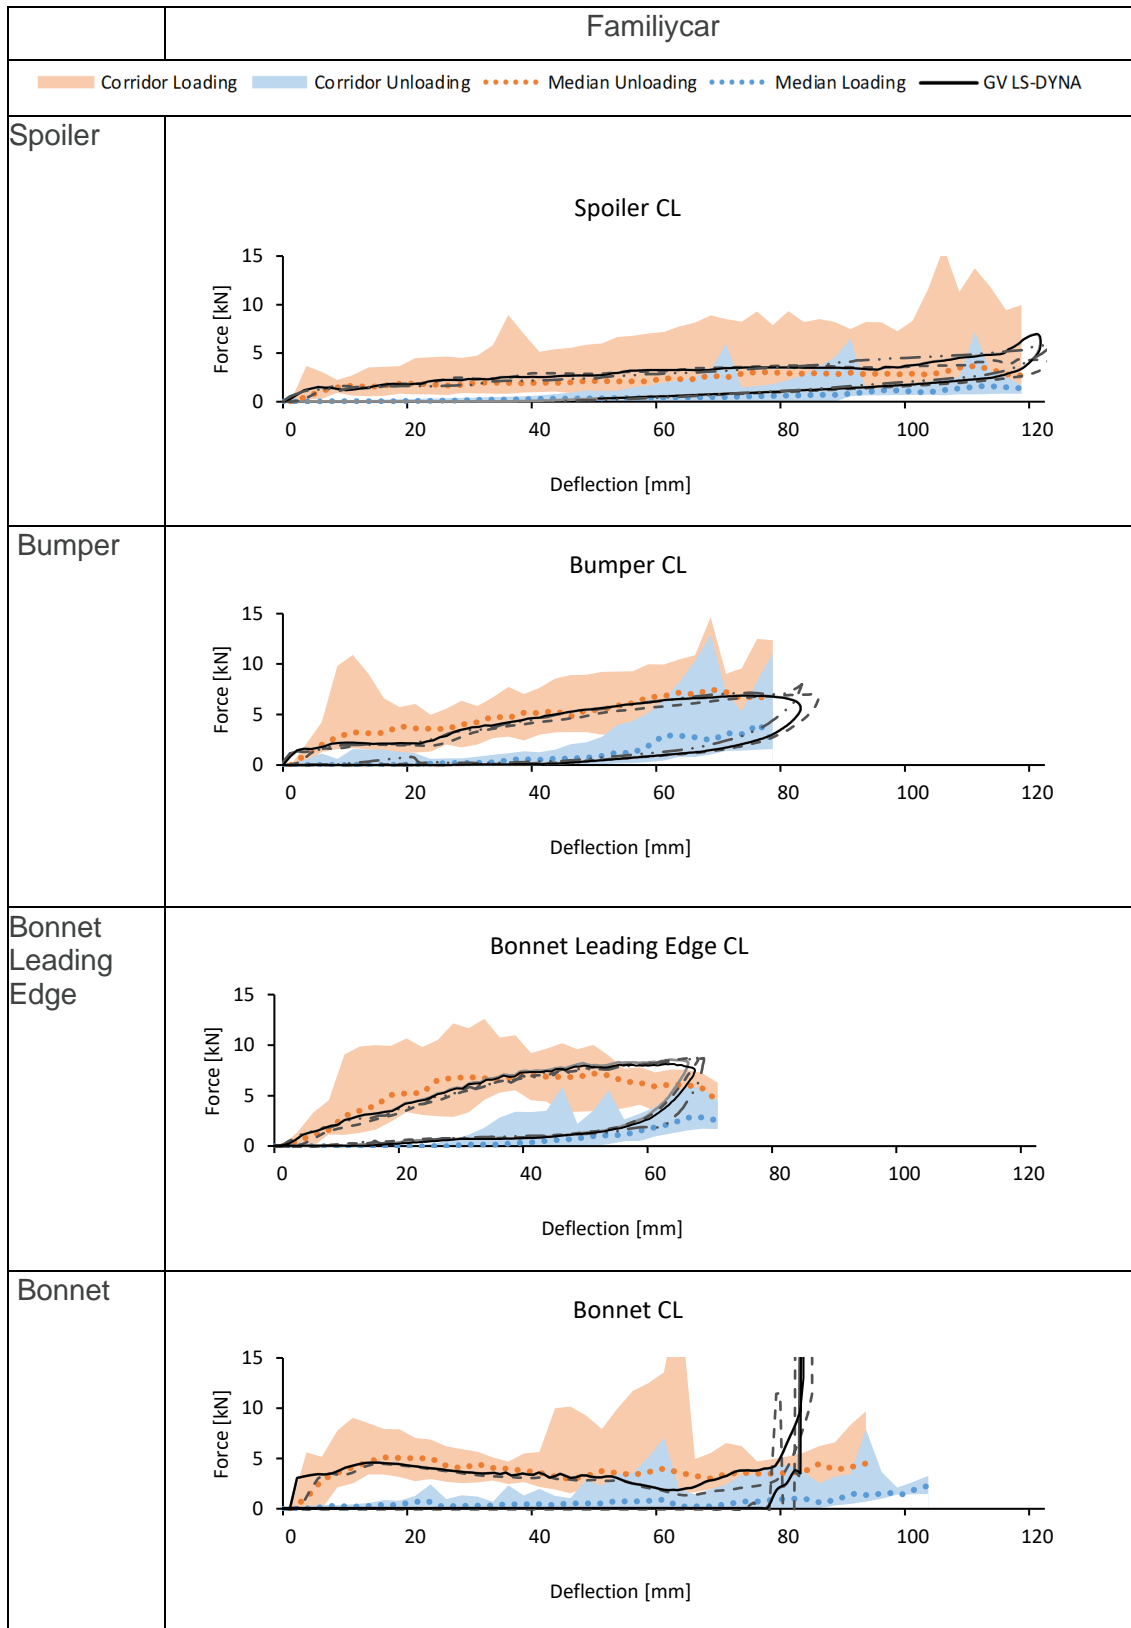 Familiycar
Corridor Loading Corridor Unloading Median Unloading Median Loading GV LS-DYNA
Spoiler
Spoiler CL
15
10
5
0
Force [kN]
0 20 40 60 80 100 120
Deflection [mm]
Bumper
Bumper CL
15
10
5
0
Force [kN]
0 20 40 60 80 100 120
Deflection [mm]
Bonnet
Leading
Edge
Bonnet Leading Edge CL
15
10
5
0
Force [kN]
0 20 40 60 80 100 120
Deflection [mm]
Bonnet
Bonnet CL
15
10
5
0
Force [kN]
0 20 40 60 80 100 120
Deflection [mm]